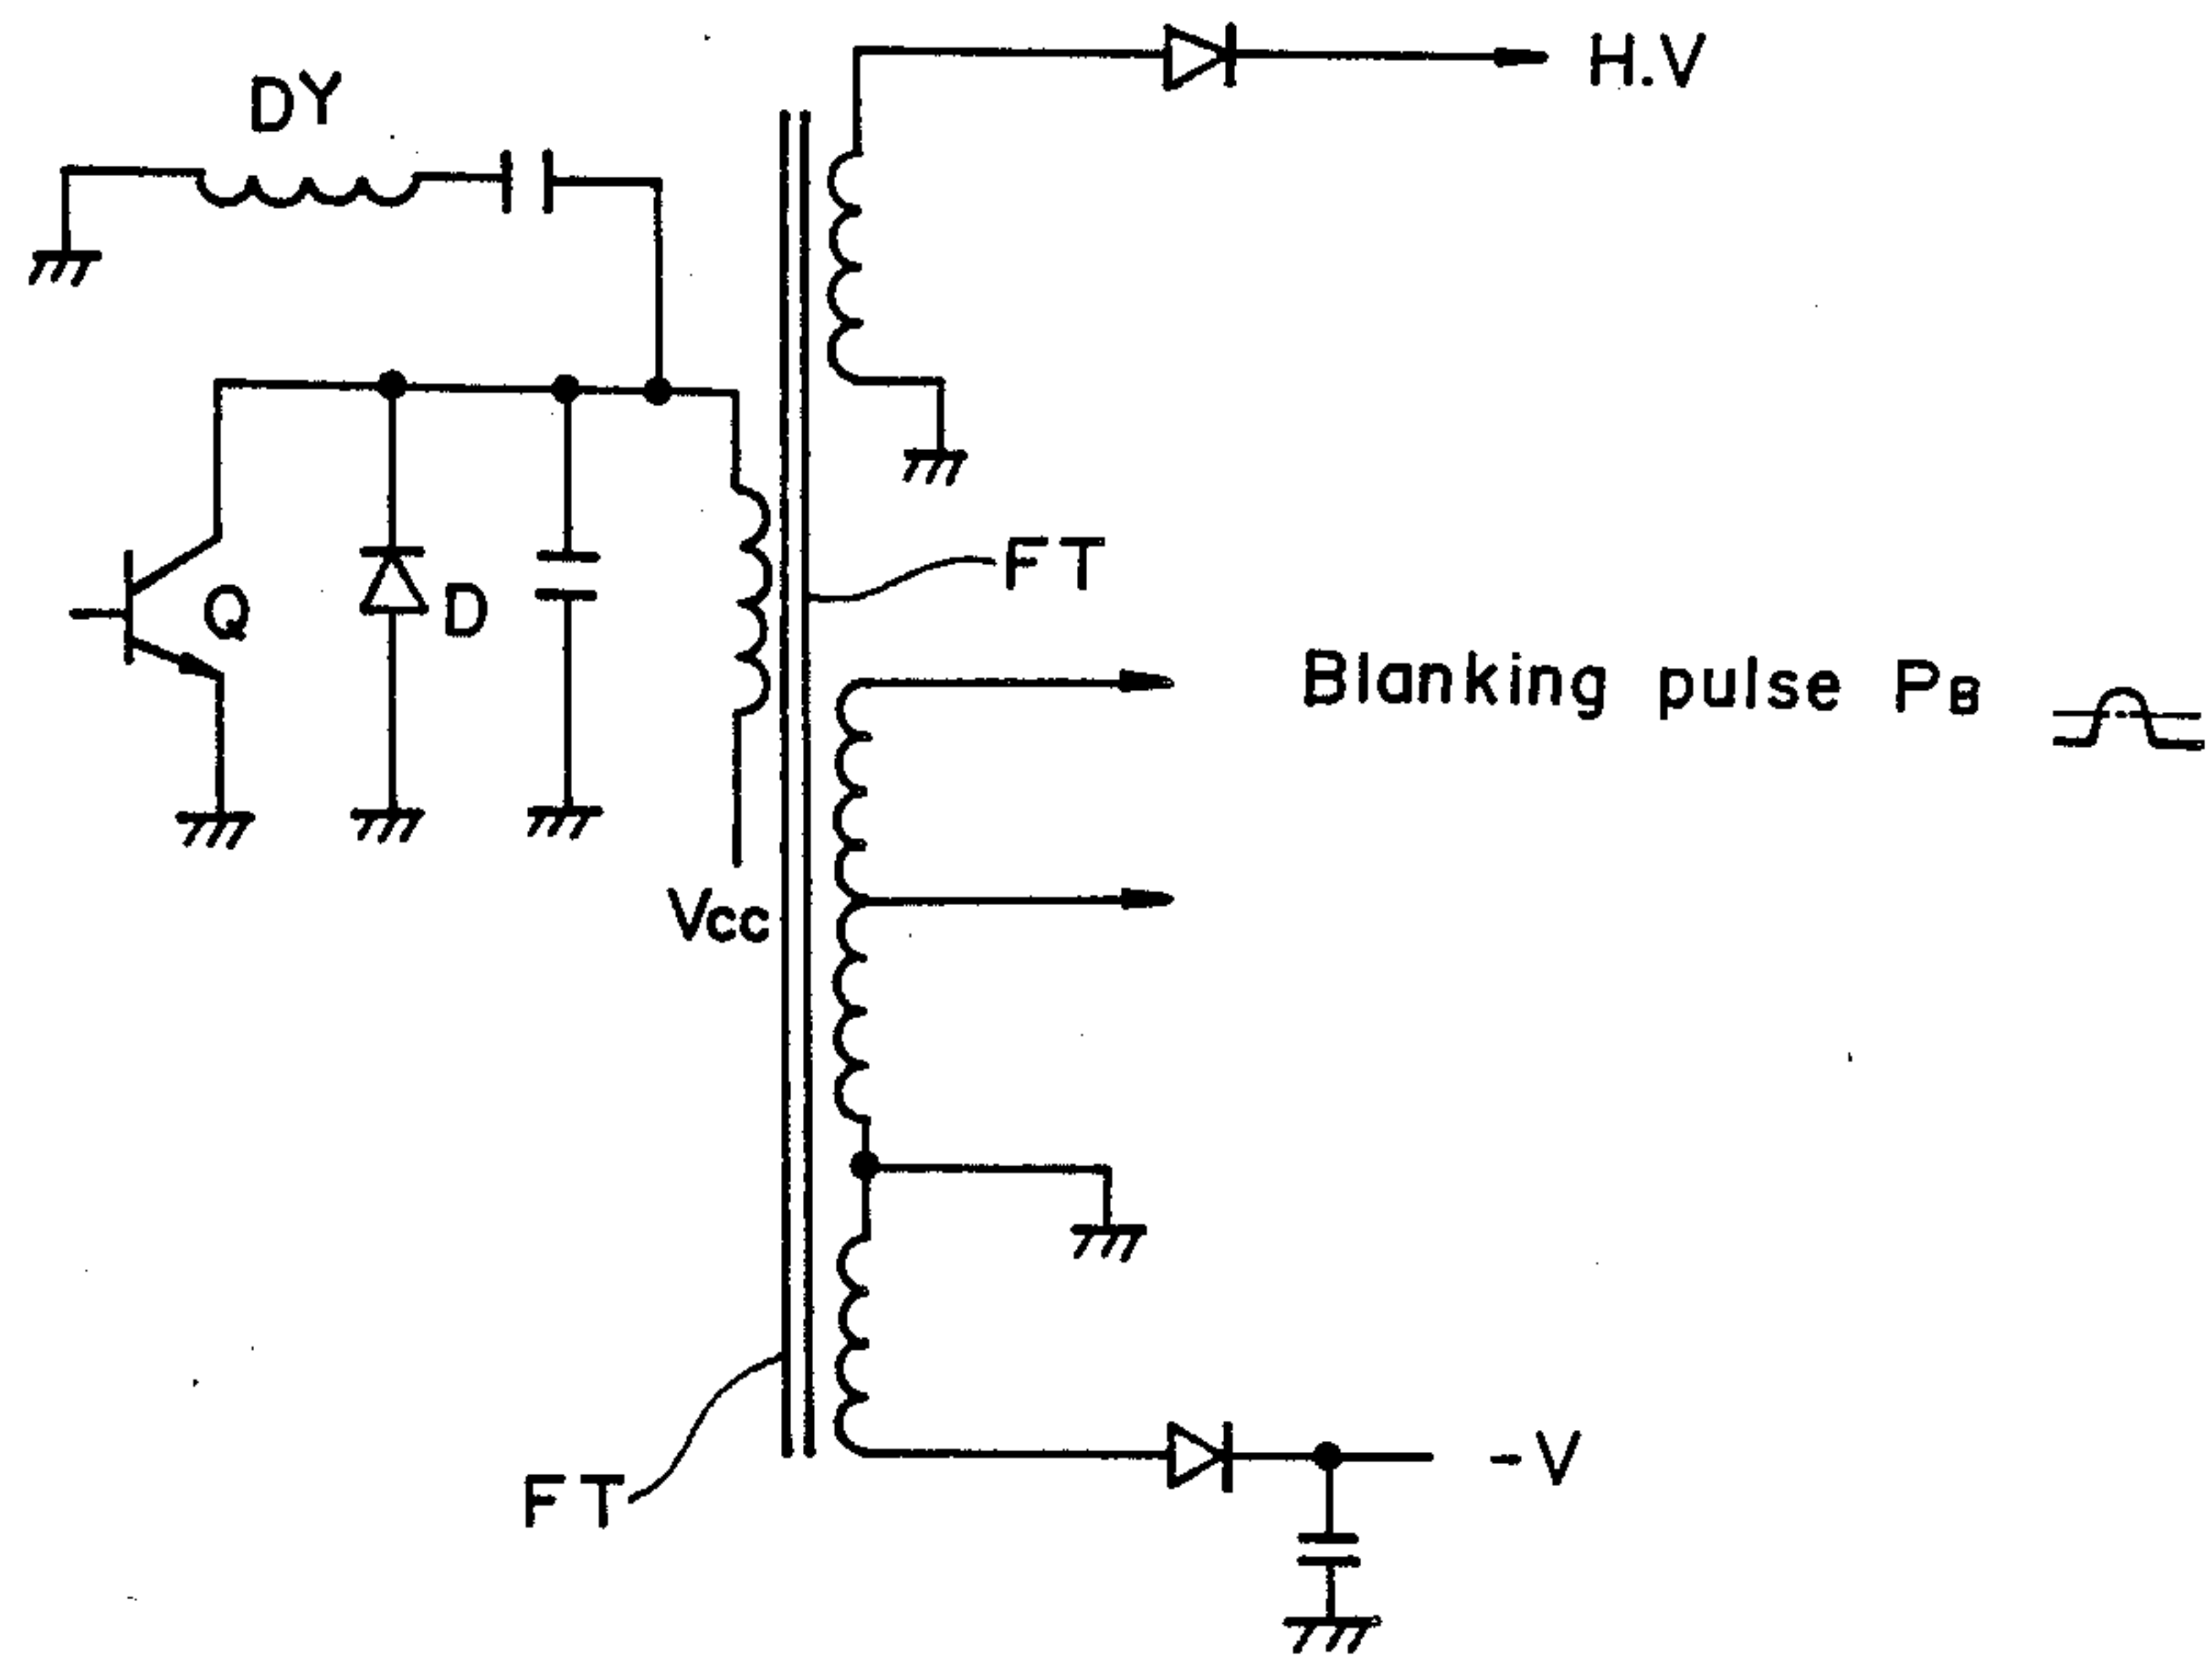 H.V
DY
FT
Q
D
Blanking pulse PB
Vcc
FT
-V